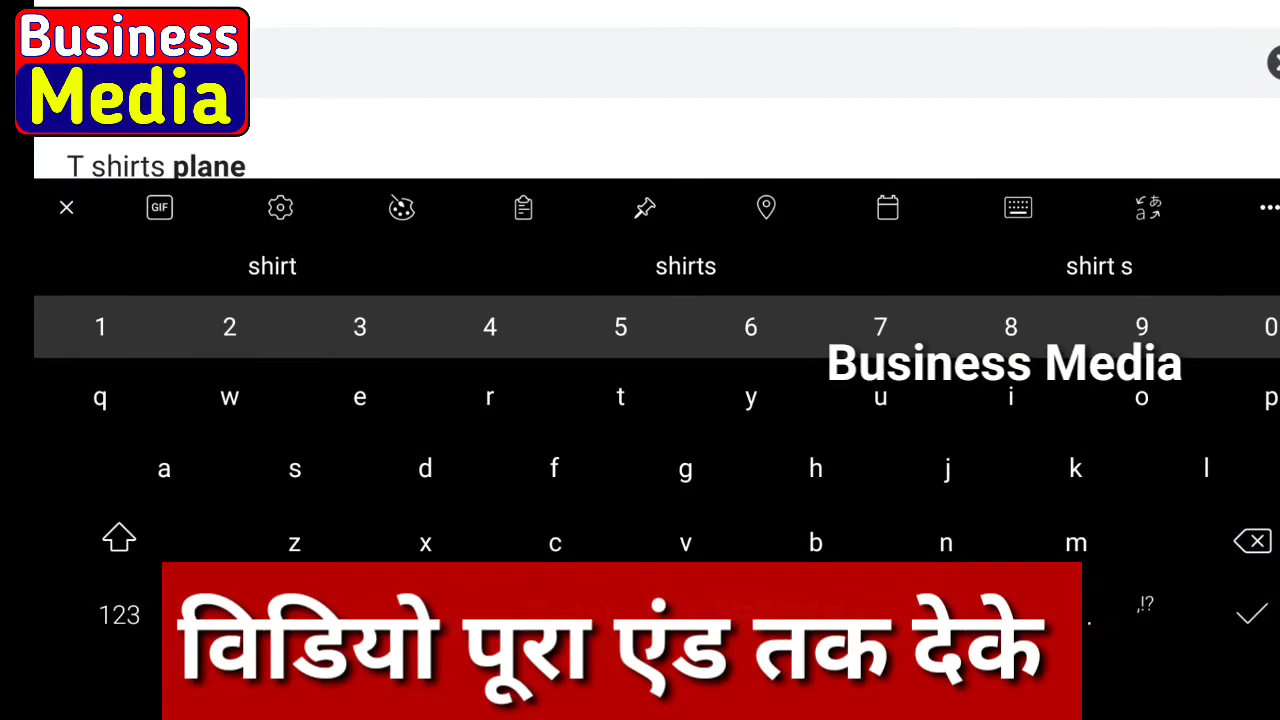 Business
Media
T shirts plane
GIF
shirt shirts shirt s
1 2 3 4 5 6 7 8 9 0
Business Media
q w e r t y u i o p
a s d f g h j k l
z x c v b n m
123 . ,!?
विडियो पूरा एंड तक देके